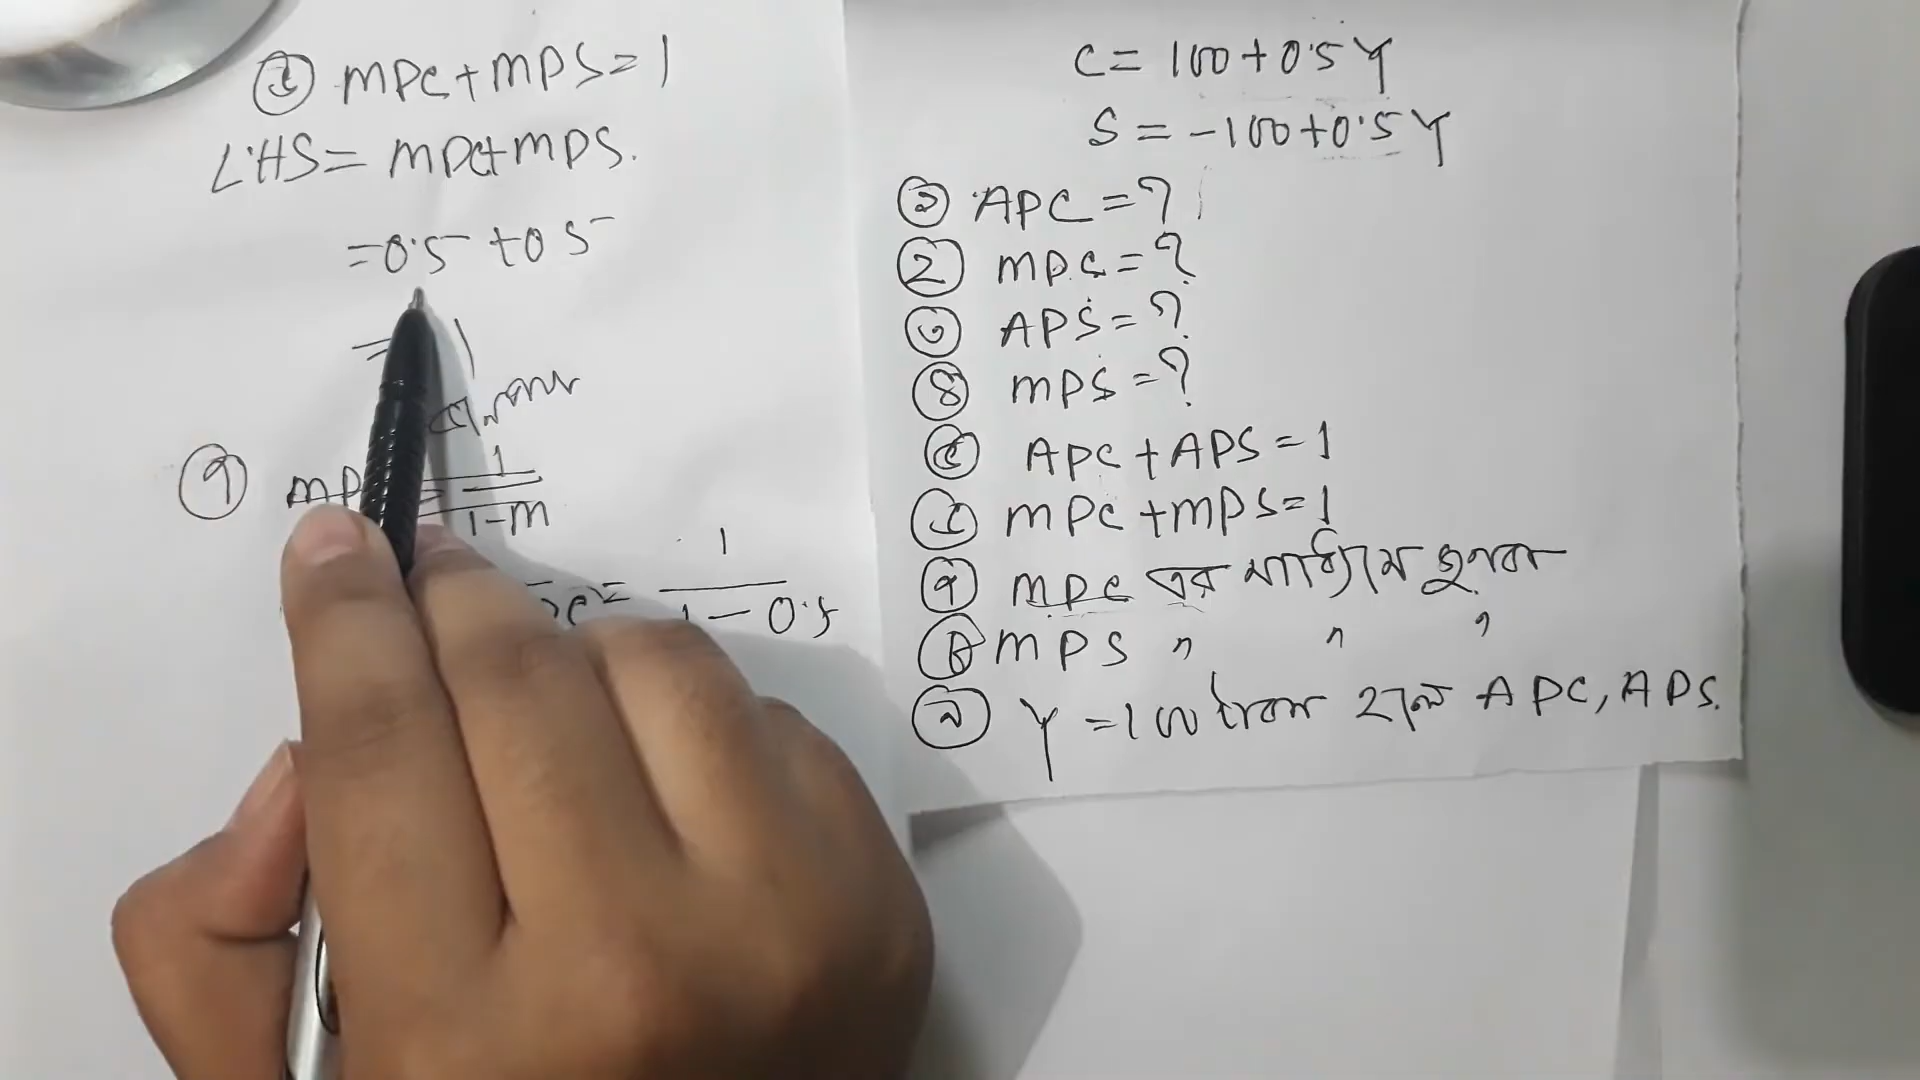 ৬ MPC+MPS=1
LHS= MPC+MPS.
=0.5+0.5
= 1
৭ MP = 1/1-M
= 1/1-0.5
C= 100+0.5Y
S = -100+0.5Y
১ APC=?
2 MPC=?
৩ APS=?
৪ MPS=?
৫ APC+APS=1
৬ MPC+MPS=1
৭ MPC এর মাধ্যমে গুণক
৮ MPS " " "
৯ Y=100 টাকা হলে APC, APS.